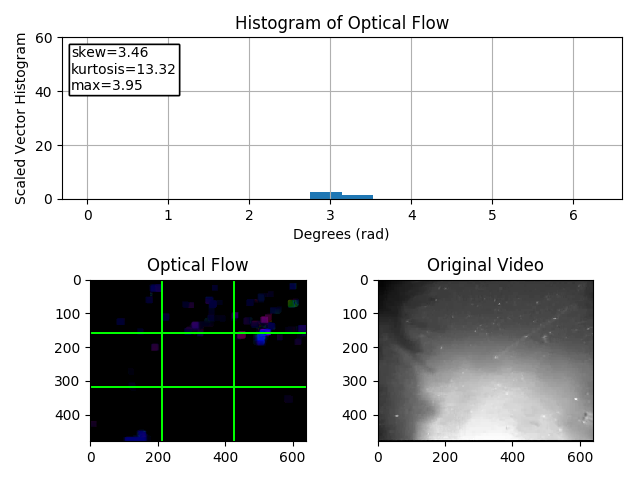 Histogram of Optical Flow
Scaled Vector Histogram
60
40
20
0
skew=3.46
kurtosis=13.32
max=3.95
0 1 2 3 4 5 6
Degrees (rad)
Optical Flow
0
100
200
300
400
0 200 400 600
Original Video
0
100
200
300
400
0 200 400 600